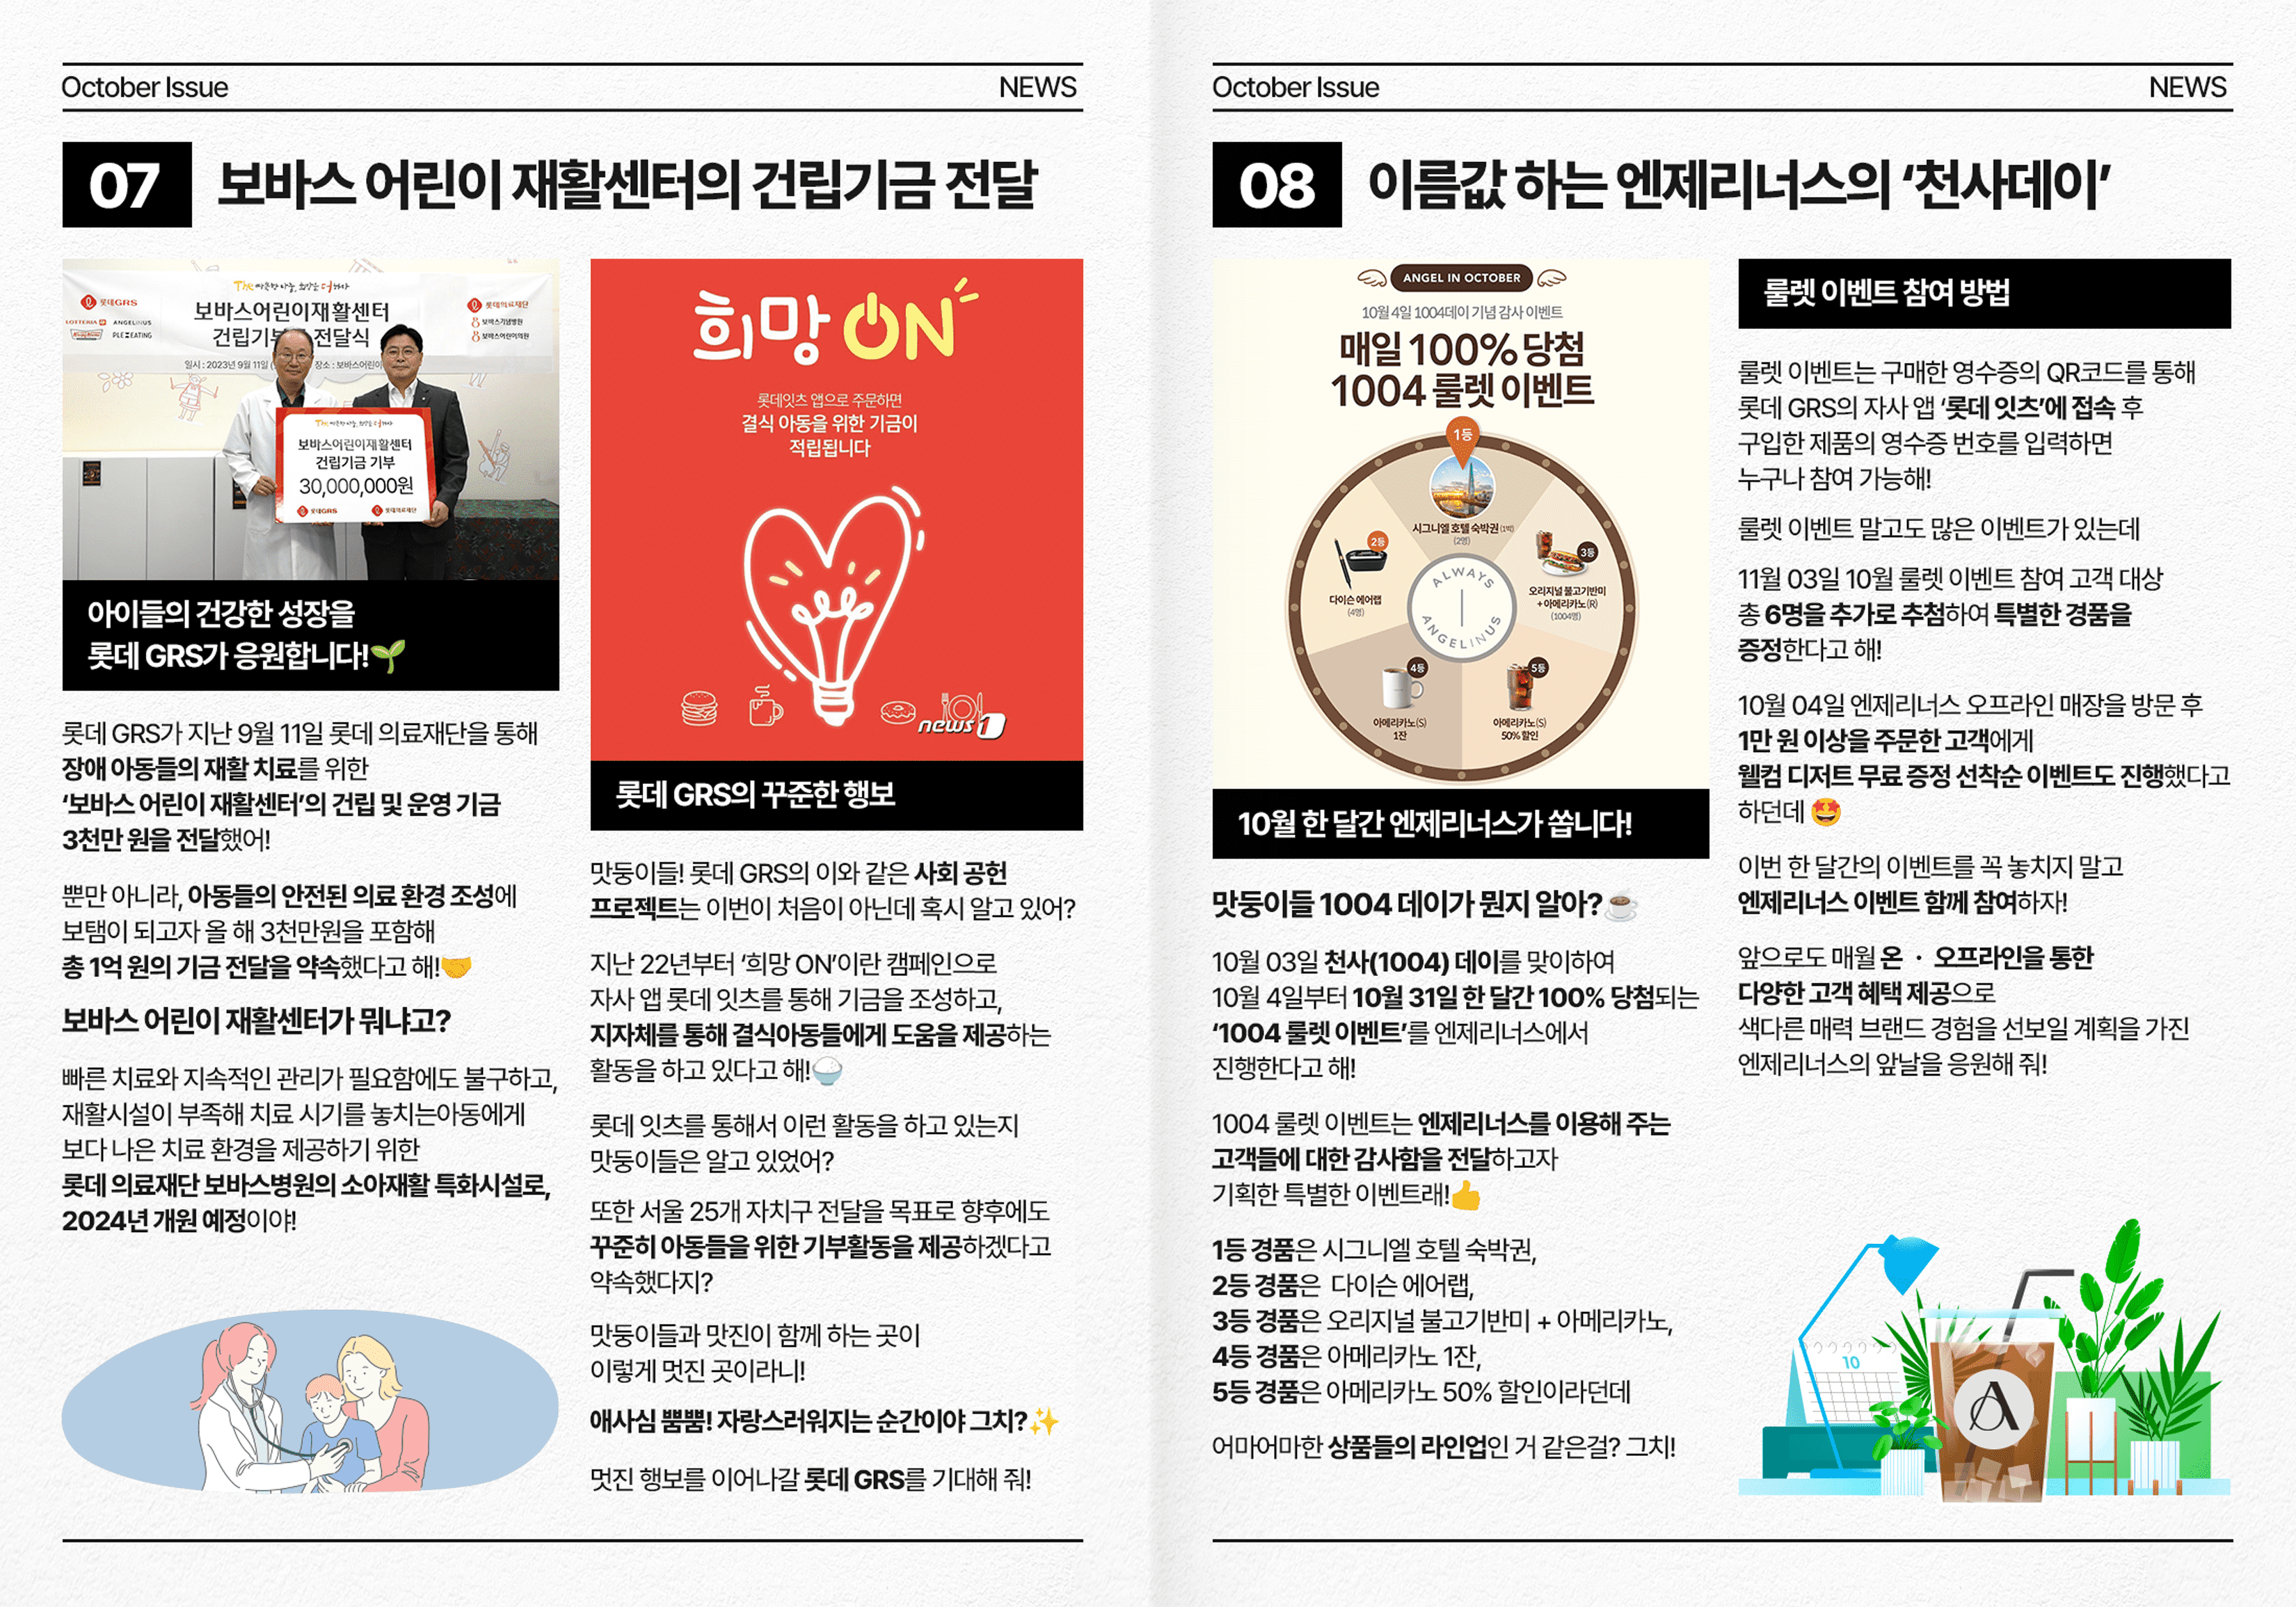 October Issue
NEWS
07
보바스 어린이 재활센터의 건립기금 전달
롯데GRS
LOTTERIA
ANGELINUS
PLE:EATING
보바스어린이재활센터
건립기부
전달식
일시 : 2023년 9월 11일
장소 : 보바스어린이
롯데의료재단
보바스기념병원
보바스어린이의원
보바스어린이재활센터
건립기금 기부
30,000,000원
롯데GRS
롯데의료재단
아이들의 건강한 성장을
롯데 GRS가 응원합니다!🌱
롯데 GRS가 지난 9월 11일 롯데 의료재단을 통해
장애 아동들의 재활 치료를 위한
‘보바스 어린이 재활센터’의 건립 및 운영 기금
3천만 원을 전달했어!
뿐만 아니라, 아동들의 안전된 의료 환경 조성에
보탬이 되고자 올 해 3천만원을 포함해
총 1억 원의 기금 전달을 약속했다고 해!🤝
보바스 어린이 재활센터가 뭐냐고?
빠른 치료와 지속적인 관리가 필요함에도 불구하고,
재활시설이 부족해 치료 시기를 놓치는아동에게
보다 나은 치료 환경을 제공하기 위한
롯데 의료재단 보바스병원의 소아재활 특화시설로,
2024년 개원 예정이야!
희망 ON
롯데잇츠 앱으로 주문하면
결식 아동을 위한 기금이
적립됩니다
news1
롯데 GRS의 꾸준한 행보
맛둥이들! 롯데 GRS의 이와 같은 사회 공헌
프로젝트는 이번이 처음이 아닌데 혹시 알고 있어?
지난 22년부터 ‘희망 ON’이란 캠페인으로
자사 앱 롯데 잇츠를 통해 기금을 조성하고,
지자체를 통해 결식아동들에게 도움을 제공하는
활동을 하고 있다고 해!🍚
롯데 잇츠를 통해서 이런 활동을 하고 있는지
맛둥이들은 알고 있었어?
또한 서울 25개 자치구 전달을 목표로 향후에도
꾸준히 아동들을 위한 기부활동을 제공하겠다고
약속했다지?
맛둥이들과 맛진이 함께 하는 곳이
이렇게 멋진 곳이라니!
애사심 뿜뿜! 자랑스러워지는 순간이야 그치?✨
멋진 행보를 이어나갈 롯데 GRS를 기대해 줘!
October Issue
NEWS
08
이름값 하는 엔제리너스의 ‘천사데이’
ANGEL IN OCTOBER
10월 4일 1004데이 기념 감사 이벤트
매일 100% 당첨
1004 룰렛 이벤트
1등
시그니엘 호텔 숙박권 (1박)
(2명)
2등
다이슨 에어랩
(4명)
3등
오리지널 불고기반미
+ 아메리카노(R)
(1004명)
ALWAYS
ANGELINUS
4등
아메리카노(S)
1잔
5등
아메리카노(S)
50% 할인
10월 한 달간 엔제리너스가 쏩니다!
맛둥이들 1004 데이가 뭔지 알아?☕
10월 03일 천사(1004) 데이를 맞이하여
10월 4일부터 10월 31일 한 달간 100% 당첨되는
‘1004 룰렛 이벤트’를 엔제리너스에서
진행한다고 해!
1004 룰렛 이벤트는 엔제리너스를 이용해 주는
고객들에 대한 감사함을 전달하고자
기획한 특별한 이벤트래!👍
1등 경품은 시그니엘 호텔 숙박권,
2등 경품은 다이슨 에어랩,
3등 경품은 오리지널 불고기반미 + 아메리카노,
4등 경품은 아메리카노 1잔,
5등 경품은 아메리카노 50% 할인이라던데
어마어마한 상품들의 라인업인 거 같은걸? 그치!
룰렛 이벤트 참여 방법
룰렛 이벤트는 구매한 영수증의 QR코드를 통해
롯데 GRS의 자사 앱 ‘롯데 잇츠’에 접속 후
구입한 제품의 영수증 번호를 입력하면
누구나 참여 가능해!
룰렛 이벤트 말고도 많은 이벤트가 있는데
11월 03일 10월 룰렛 이벤트 참여 고객 대상
총 6명을 추가로 추첨하여 특별한 경품을
증정한다고 해!
10월 04일 엔제리너스 오프라인 매장을 방문 후
1만 원 이상을 주문한 고객에게
웰컴 디저트 무료 증정 선착순 이벤트도 진행했다고
하던데 🤩
이번 한 달간의 이벤트를 꼭 놓치지 말고
엔제리너스 이벤트 함께 참여하자!
앞으로도 매월 온 · 오프라인을 통한
다양한 고객 혜택 제공으로
색다른 매력 브랜드 경험을 선보일 계획을 가진
엔제리너스의 앞날을 응원해 줘!
10
A